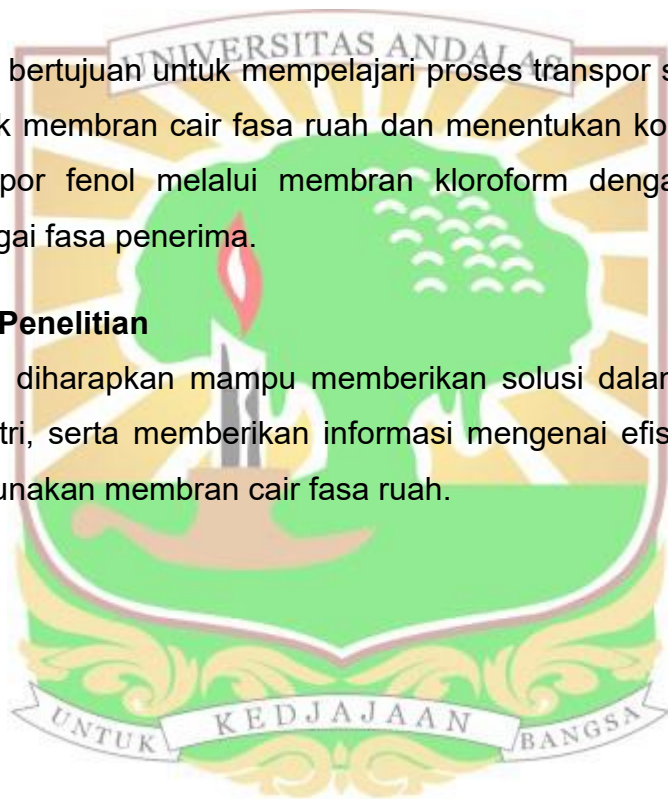 UNIVERSITAS ANDALAS
bertujuan untuk mempelajari proses transpor s
k membran cair fasa ruah dan menentukan ko
por fenol melalui membran kloroform denga
gai fasa penerima.
Penelitian
diharapkan mampu memberikan solusi dalam
tri, serta memberikan informasi mengenai efis
unakan membran cair fasa ruah.
UNTUK KEDJAJAAN BANGSA